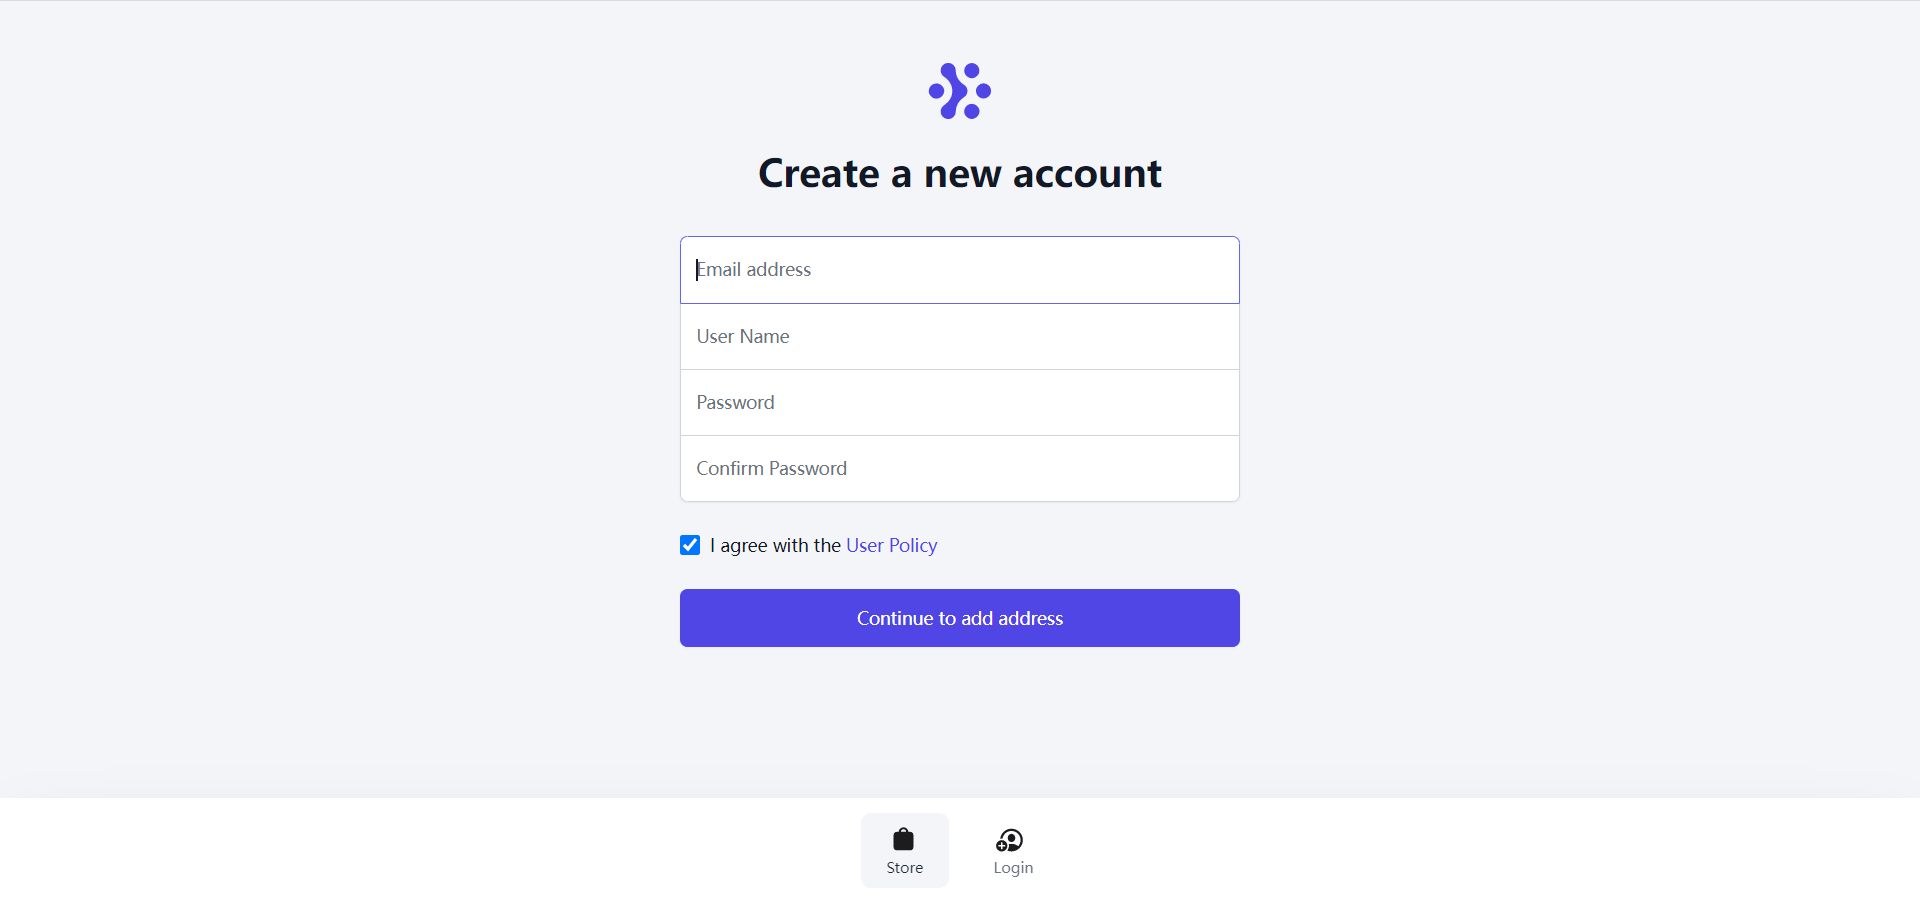 Create a new account
Email address
User Name
Password
Confirm Password
I agree with the User Policy
Continue to add address
Store
Login